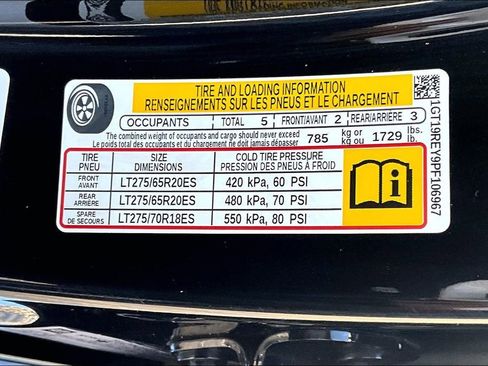 TIRE AND LOADING INFORMATION
RENSEIGNEMENTS SUR LES PNEUS ET LE CHARGEMENT
OCCUPANTS TOTAL 5 FRONT/AVANT 2 REAR/ARRIÈRE 3
The combined weight of occupants and cargo should never exceed 785 kg or 1729 lbs.
Le poids total des occupants et du chargement ne doit jamais dépasser kg ou lb.
TIRE PNEU SIZE DIMENSIONS COLD TIRE PRESSURE PRESSION DES PNEUS A FROID
FRONT AVANT LT275/65R20ES 420 kPa, 60 PSI
REAR ARRIÈRE LT275/65R20ES 480 kPa, 70 PSI
SPARE DE SECOURS LT275/70R18ES 550 kPa, 80 PSI
1GT19REY9PF106967